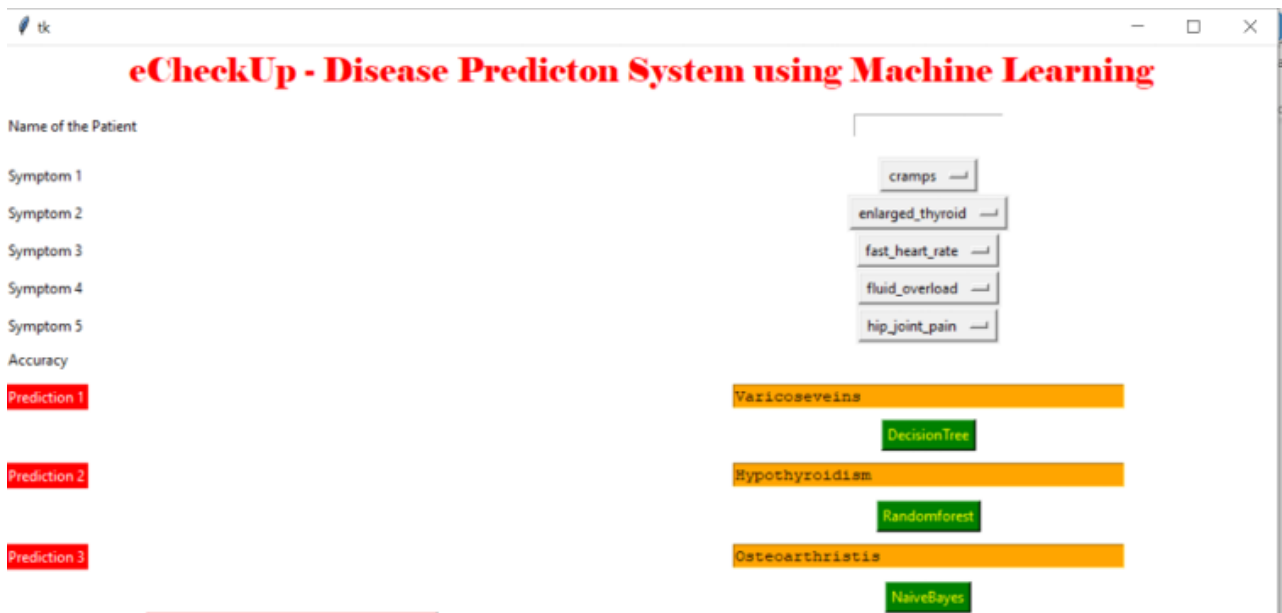 tk
eCheckUp - Disease Predicton System using Machine Learning
Name of the Patient
Symptom 1 cramps
Symptom 2 enlarged_thyroid
Symptom 3 fast_heart_rate
Symptom 4 fluid_overload
Symptom 5 hip_joint_pain
Accuracy
Prediction 1 Varicoseveins
DecisionTree
Prediction 2 Hypothyroidism
Randomforest
Prediction 3 Osteoarthristis
NaiveBayes